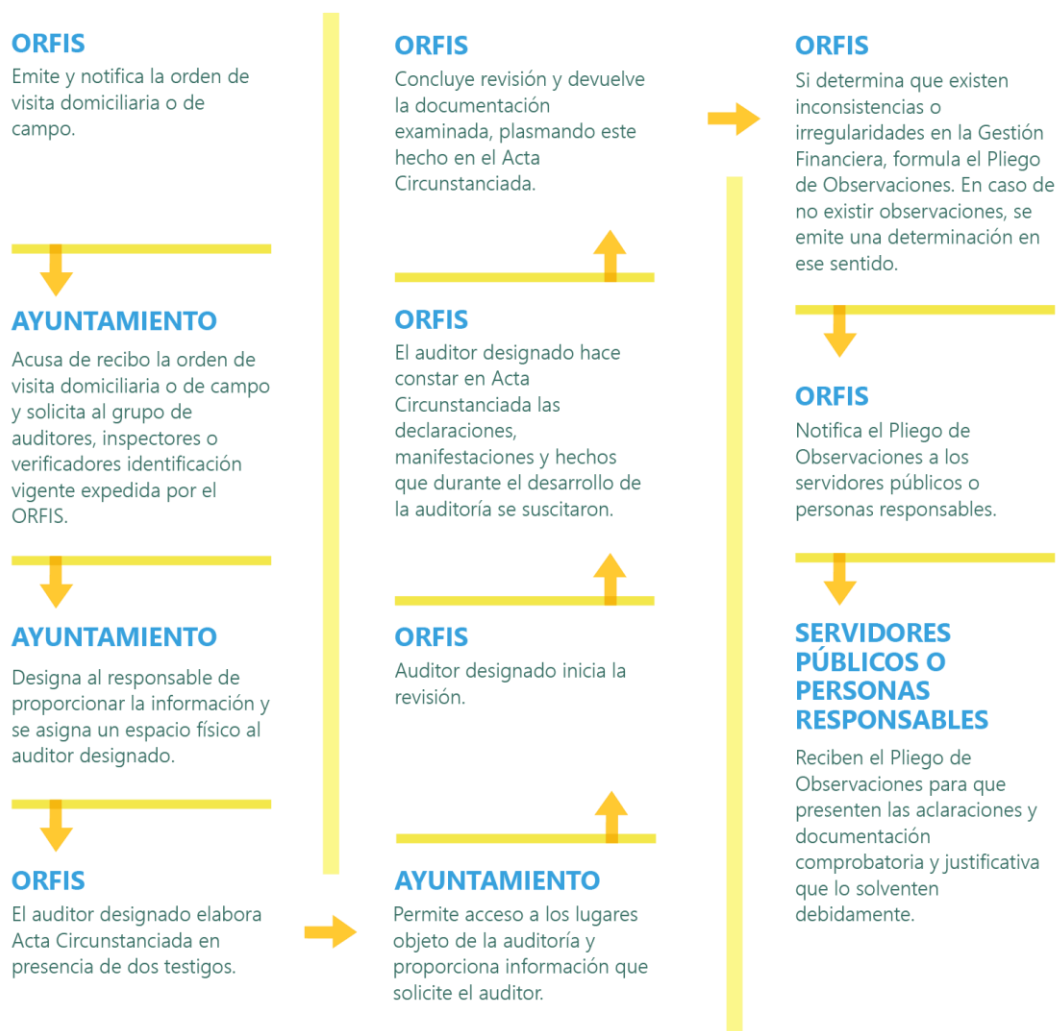 ORFIS
Emite y notifica la orden de
visita domiciliaria o de
campo.
AYUNTAMIENTO
Acusa de recibo la orden de
visita domiciliaria o de campo
y solicita al grupo de
auditores, inspectores o
verificadores identificación
vigente expedida por el
ORFIS.
AYUNTAMIENTO
Designa al responsable de
proporcionar la información y
se asigna un espacio físico al
auditor designado.
ORFIS
El auditor designado elabora
Acta Circunstanciada en
presencia de dos testigos.
AYUNTAMIENTO
Permite acceso a los lugares
objeto de la auditoría y
proporciona información que
solicite el auditor.
ORFIS
Auditor designado inicia la
revisión.
ORFIS
El auditor designado hace
constar en Acta
Circunstanciada las
declaraciones,
manifestaciones y hechos
que durante el desarrollo de
la auditoría se suscitaron.
ORFIS
Concluye revisión y devuelve
la documentación
examinada, plasmando este
hecho en el Acta
Circunstanciada.
ORFIS
Si determina que existen
inconsistencias o
irregularidades en la Gestión
Financiera, formula el Pliego
de Observaciones. En caso de
no existir observaciones, se
emite una determinación en
ese sentido.
ORFIS
Notifica el Pliego de
Observaciones a los
servidores públicos o
personas responsables.
SERVIDORES
PÚBLICOS O
PERSONAS
RESPONSABLES
Reciben el Pliego de
Observaciones para que
presenten las aclaraciones y
documentación
comprobatoria y justificativa
que lo solventen
debidamente.